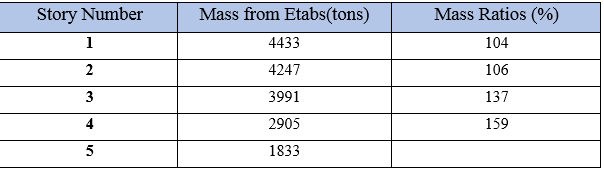 Story Number Mass from Etabs(tons) Mass Ratios (%)
1 4433 104
2 4247 106
3 3991 137
4 2905 159
5 1833